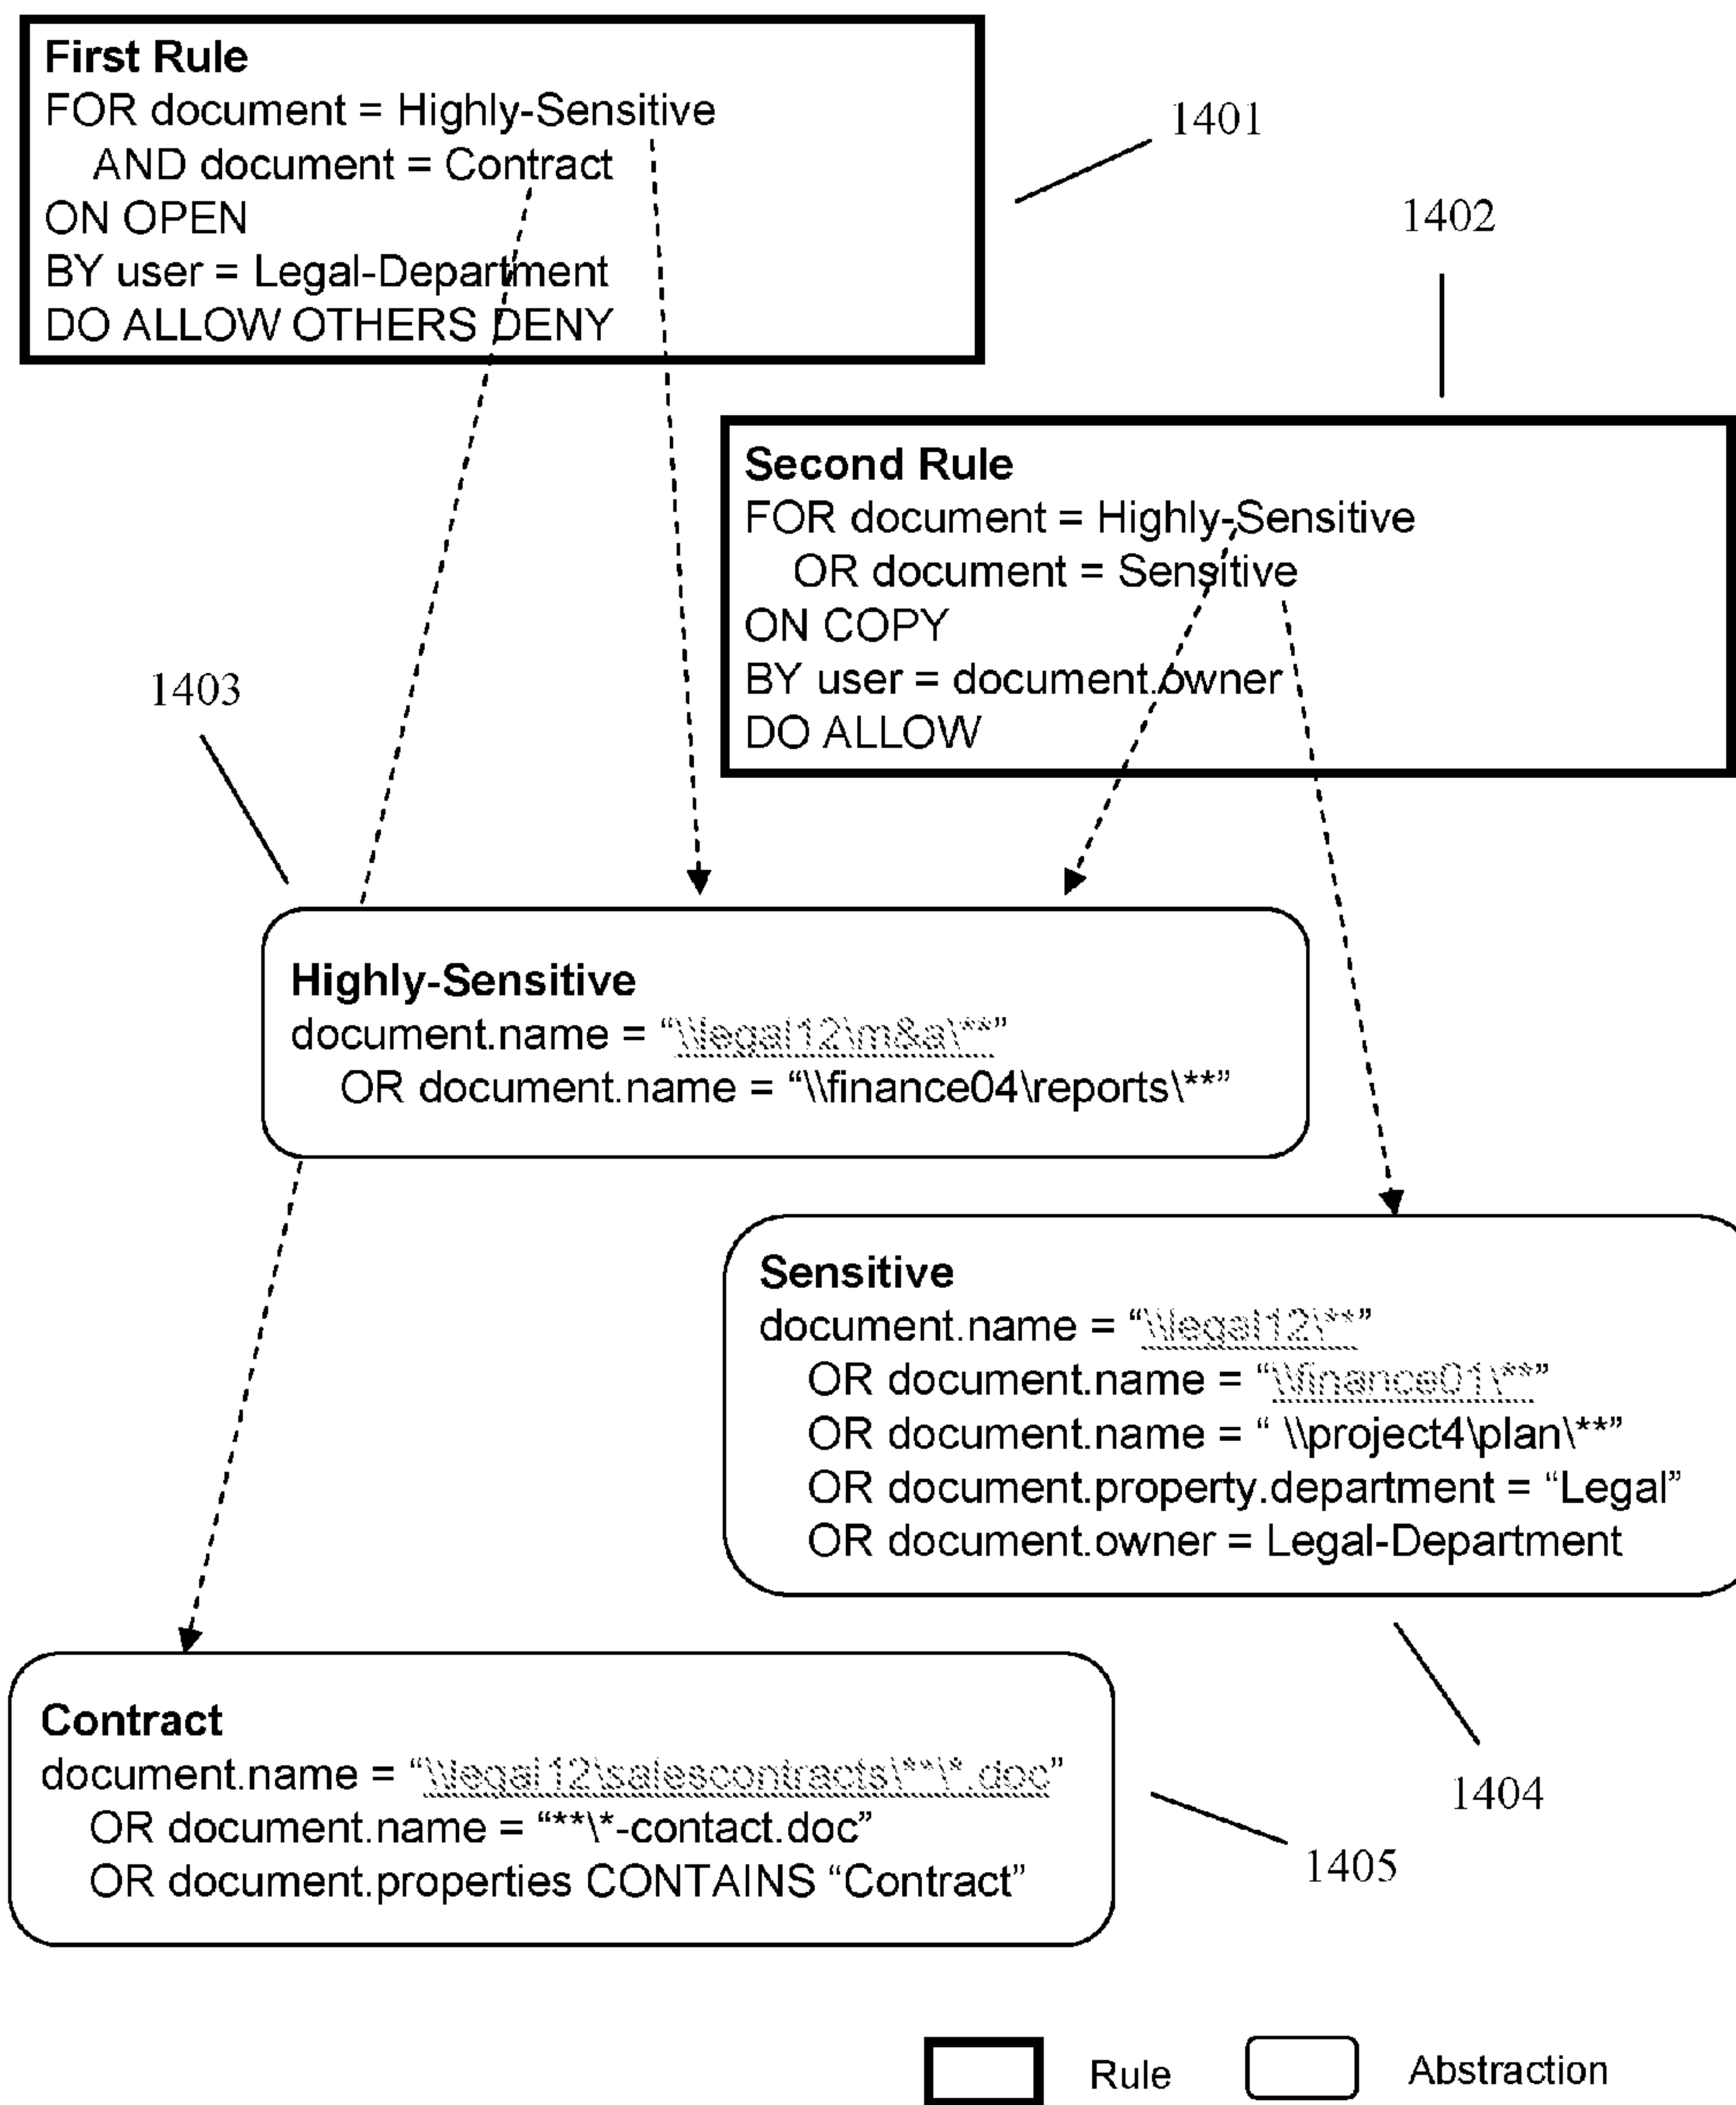 First Rule
FOR document = Highly-Sensitive
AND document = Contract
ON OPEN
BY user = Legal-Department
DO ALLOW OTHERS DENY
1401
1402
Second Rule
FOR document = Highly-Sensitive
OR document = Sensitive
ON COPY
BY user = document.owner
DO ALLOW
1403
Highly-Sensitive
document.name = “\\legal12\m&a\**”
OR document.name = “\\finance04\reports\**”
Sensitive
document.name = “\\legal12\**”
OR document.name = “\\finance01\**”
OR document.name = “ \\project4\plan\**”
OR document.property.department = “Legal”
OR document.owner = Legal-Department
1404
Contract
document.name = “\\legal12\salescontracts\**\*.doc”
OR document.name = “**\*-contact.doc”
OR document.properties CONTAINS “Contract”
1405
Rule
Abstraction